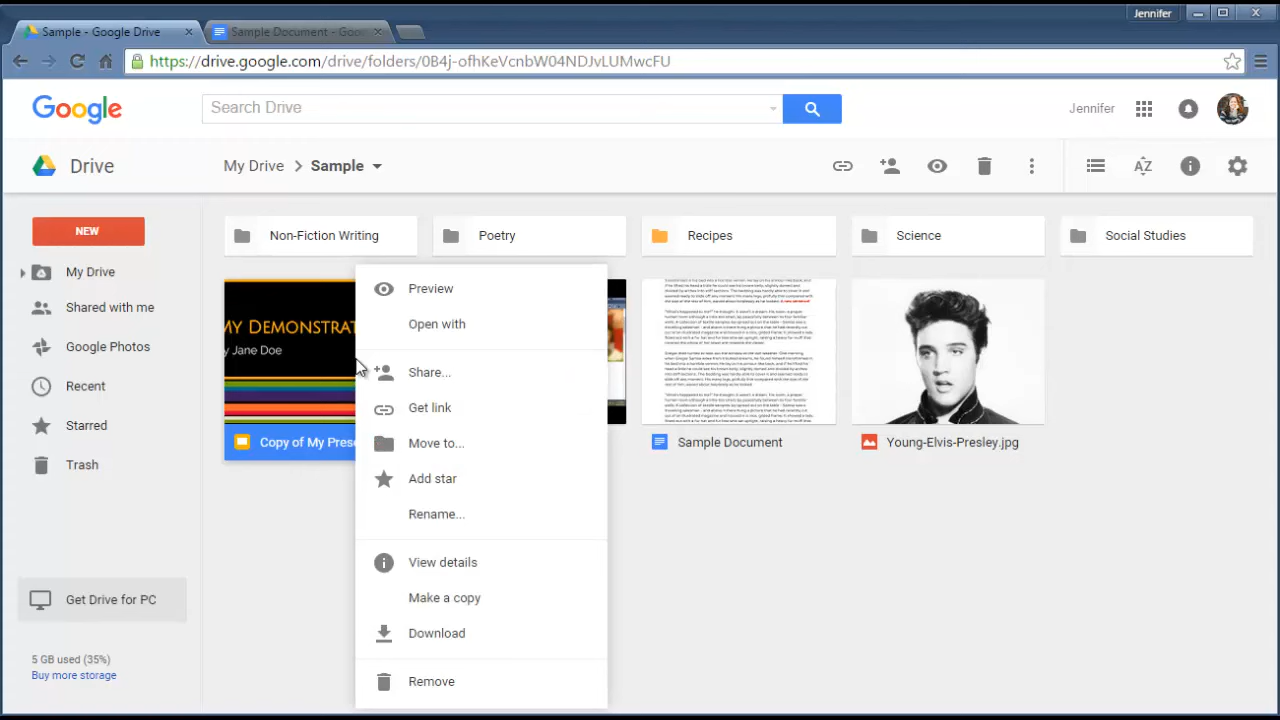 Jennifer
Sample - Google Drive
Sample Document - Goo
https://drive.google.com/drive/folders/0B4j-ofhKeVcnbW04NDJvLUMwcFU
Google
Search Drive
Jennifer
Drive
My Drive > Sample
AZ
NEW
My Drive
Shared with me
Google Photos
Recent
Starred
Trash
Get Drive for PC
5 GB used (35%)
Buy more storage
Non-Fiction Writing
Poetry
Recipes
Science
Social Studies
MY DEMONSTRAT
y Jane Doe
Copy of My Prese
Preview
Open with
Share...
Get link
Move to...
Add star
Rename...
View details
Make a copy
Download
Remove
Sample Document
Young-Elvis-Presley.jpg